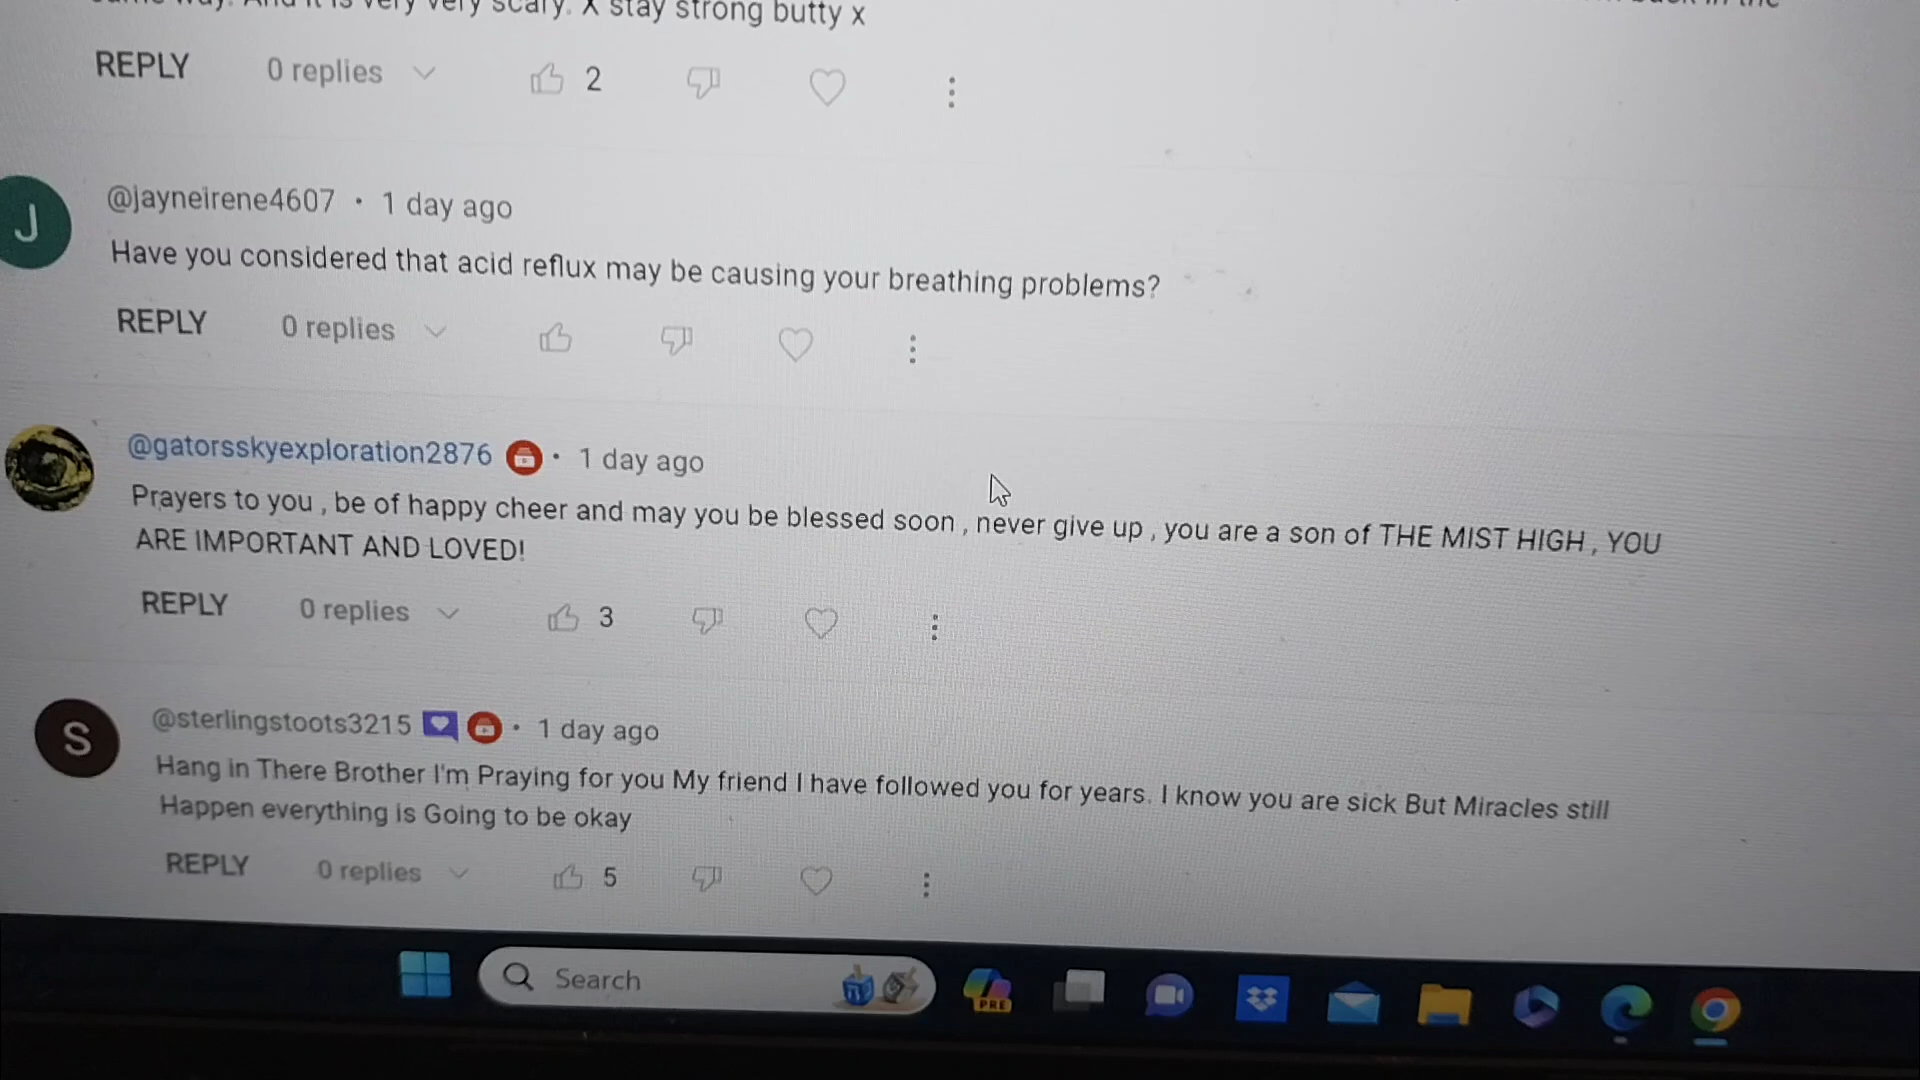 very very scary. X stay strong butty x
REPLY 0 replies 2
J @jayneirene4607 • 1 day ago
Have you considered that acid reflux may be causing your breathing problems?
REPLY 0 replies
@gatorsskyexploration2876 • 1 day ago
Prayers to you , be of happy cheer and may you be blessed soon , never give up , you are a son of THE MIST HIGH , YOU
ARE IMPORTANT AND LOVED!
REPLY 0 replies 3
S @sterlingstoots3215 • 1 day ago
Hang in There Brother I'm Praying for you My friend I have followed you for years. I know you are sick But Miracles still
Happen everything is Going to be okay
REPLY 0 replies 5
Search PRE